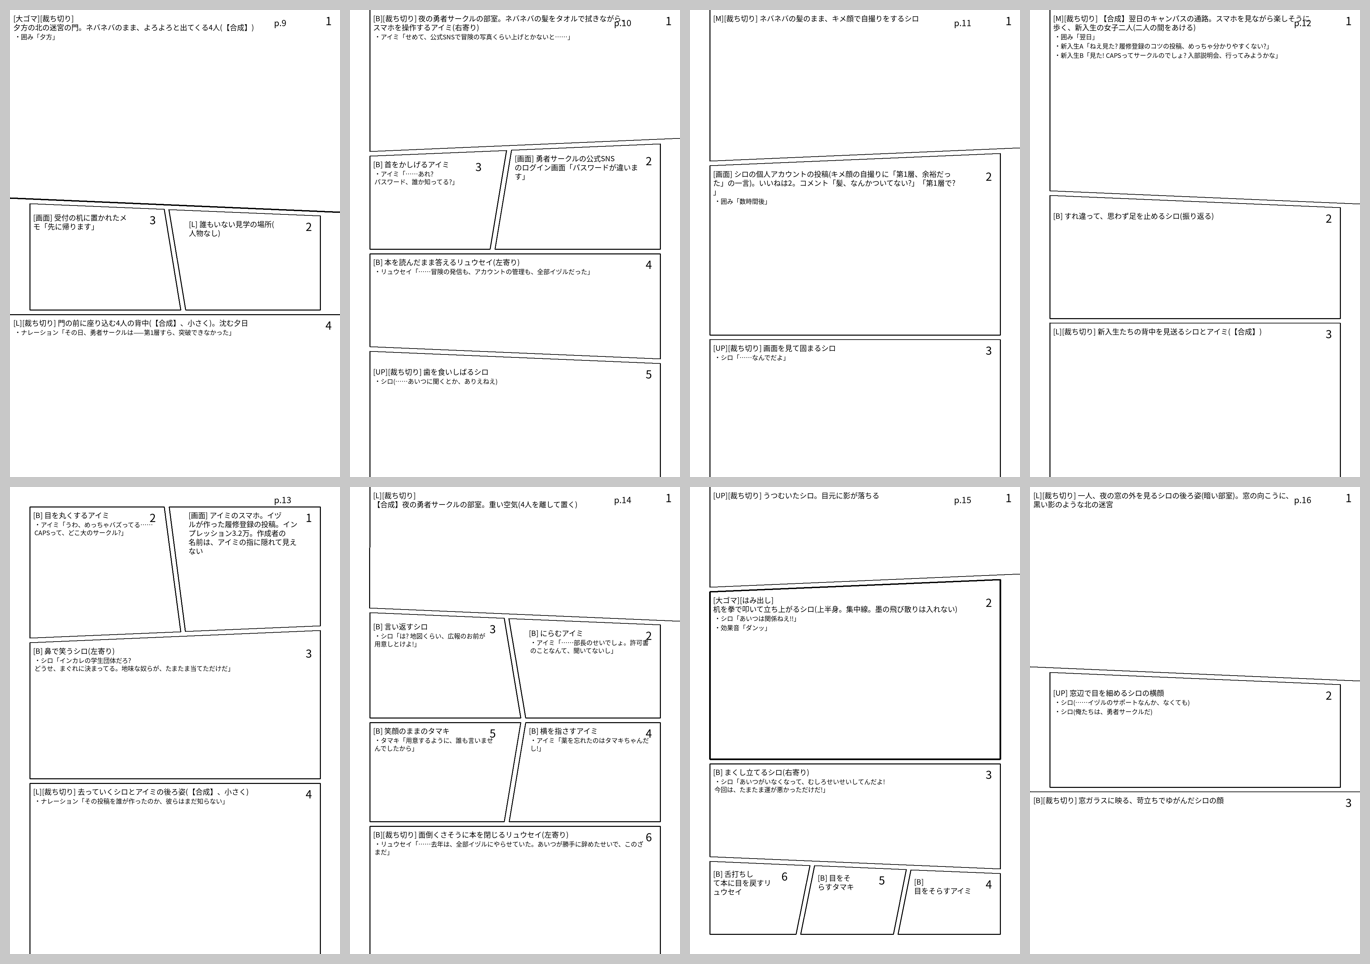 [大ゴマ][裁ち切り]
夕方の北の迷宮の門。ネバネバのまま、よろよろと出てくる4人(【合成】)
・囲み「夕方」
p.9
1
[L] 誰もいない見学の場所(
人物なし)
2
[画面] 受付の机に置かれたメ
モ「先に帰ります」
3
[L][裁ち切り] 門の前に座り込む4人の背中(【合成】、小さく)。沈む夕日
・ナレーション「その日、勇者サークルは——第1層すら、突破できなかった」
4
[B][裁ち切り] 夜の勇者サークルの部室。ネバネバの髪をタオルで拭きながら、
スマホを操作するアイミ(右寄り)
・アイミ「せめて、公式SNSで冒険の写真くらい上げとかないと……」
p.10
1
[画面] 勇者サークルの公式SNS
のログイン画面「パスワードが違いま
す」
2
[B] 首をかしげるアイミ
・アイミ「……あれ?
パスワード、誰か知ってる?」
3
[B] 本を読んだまま答えるリュウセイ(左寄り)
・リュウセイ「……冒険の発信も、アカウントの管理も、全部イヅルだった」
4
[UP][裁ち切り] 歯を食いしばるシロ
・シロ(……あいつに聞くとか、ありえねえ)
5
[M][裁ち切り] ネバネバの髪のまま、キメ顔で自撮りをするシロ
p.11
1
[画面] シロの個人アカウントの投稿(キメ顔の自撮りに「第1層、余裕だっ
た」の一言)。いいねは2。コメント「髪、なんかついてない?」「第1層で?
」
・囲み「数時間後」
2
[UP][裁ち切り] 画面を見て固まるシロ
・シロ「……なんでだよ」
3
[M][裁ち切り] 【合成】翌日のキャンパスの通路。スマホを見ながら楽しそうに
歩く、新入生の女子二人(二人の間をあける)
・囲み「翌日」
・新入生A「ねえ見た? 履修登録のコツの投稿、めっちゃ分かりやすくない?」
・新入生B「見た! CAPSってサークルのでしょ? 入部説明会、行ってみようかな」
p.12
1
[B] すれ違って、思わず足を止めるシロ(振り返る)
2
[L][裁ち切り] 新入生たちの背中を見送るシロとアイミ(【合成】)
3
p.13
[画面] アイミのスマホ。イヅ
ルが作った履修登録の投稿。イン
プレッション3.2万。作成者の
名前は、アイミの指に隠れて見え
ない
1
[B] 目を丸くするアイミ
・アイミ「うわ、めっちゃバズってる……
CAPSって、どこ大のサークル?」
2
[B] 鼻で笑うシロ(左寄り)
・シロ「インカレの学生団体だろ?
どうせ、まぐれに決まってる。地味な奴らが、たまたま当てただけだ」
3
[L][裁ち切り] 去っていくシロとアイミの後ろ姿(【合成】、小さく)
・ナレーション「その投稿を誰が作ったのか、彼らはまだ知らない」
4
[L][裁ち切り]
【合成】夜の勇者サークルの部室。重い空気(4人を離して置く)
p.14
1
[B] にらむアイミ
・アイミ「……部長のせいでしょ。許可書
のことなんて、聞いてないし」
2
[B] 言い返すシロ
・シロ「は? 地図くらい、広報のお前が
用意しとけよ!」
3
[B] 横を指さすアイミ
・アイミ「薬を忘れたのはタマキちゃんだ
し!」
4
[B] 笑顔のままのタマキ
・タマキ「用意するように、誰も言いませ
んでしたから」
5
[B][裁ち切り] 面倒くさそうに本を閉じるリュウセイ(左寄り)
・リュウセイ「……去年は、全部イヅルにやらせていた。あいつが勝手に辞めたせいで、このざ
まだ」
6
[UP][裁ち切り] うつむいたシロ。目元に影が落ちる
p.15
1
[大ゴマ][はみ出し]
机を拳で叩いて立ち上がるシロ(上半身。集中線。墨の飛び散りは入れない)
・シロ「あいつは関係ねえ!!」
・効果音「ダンッ」
2
[B] まくし立てるシロ(右寄り)
・シロ「あいつがいなくなって、むしろせいせいしてんだよ!
今回は、たまたま運が悪かっただけだ!」
3
[B]
目をそらすアイミ
4
[B] 目をそ
らすタマキ
5
[B] 舌打ちし
て本に目を戻すリ
ュウセイ
6
[L][裁ち切り] 一人、夜の窓の外を見るシロの後ろ姿(暗い部室)。窓の向こうに、
黒い影のような北の迷宮
p.16
1
[UP] 窓辺で目を細めるシロの横顔
・シロ(……イヅルのサポートなんか、なくても)
・シロ(俺たちは、勇者サークルだ)
2
[B][裁ち切り] 窓ガラスに映る、苛立ちでゆがんだシロの顔
3